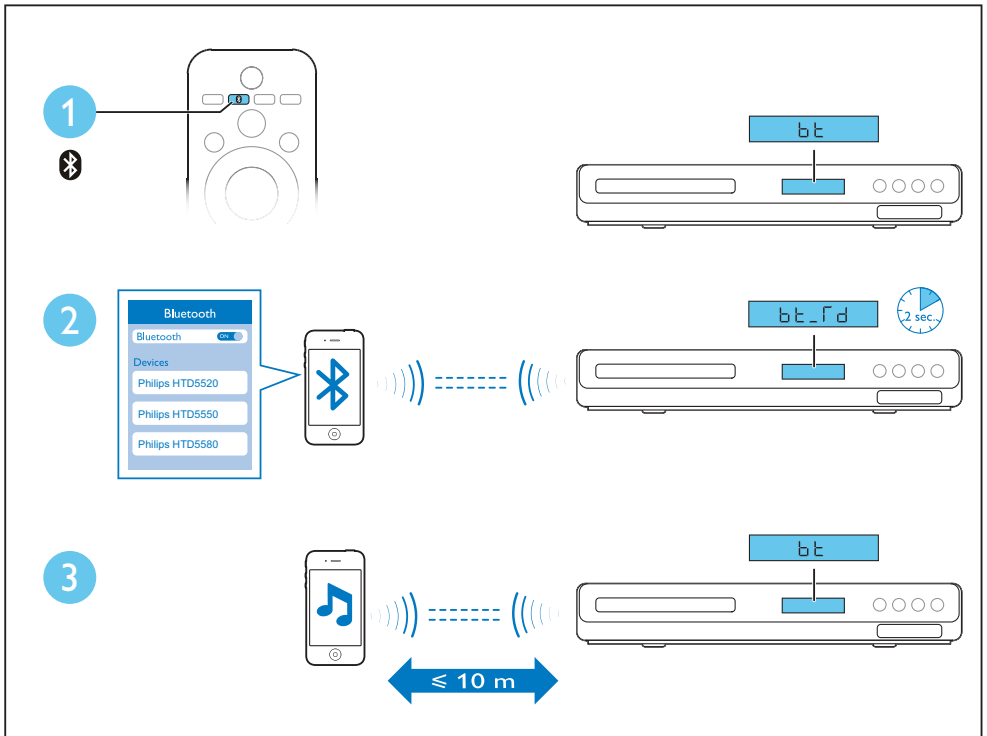 1
bt
2
Bluetooth
Bluetooth ON
Devices
Philips HTD5520
Philips HTD5550
Philips HTD5580
bt_rd
2 sec.
3
bt
≤ 10 m